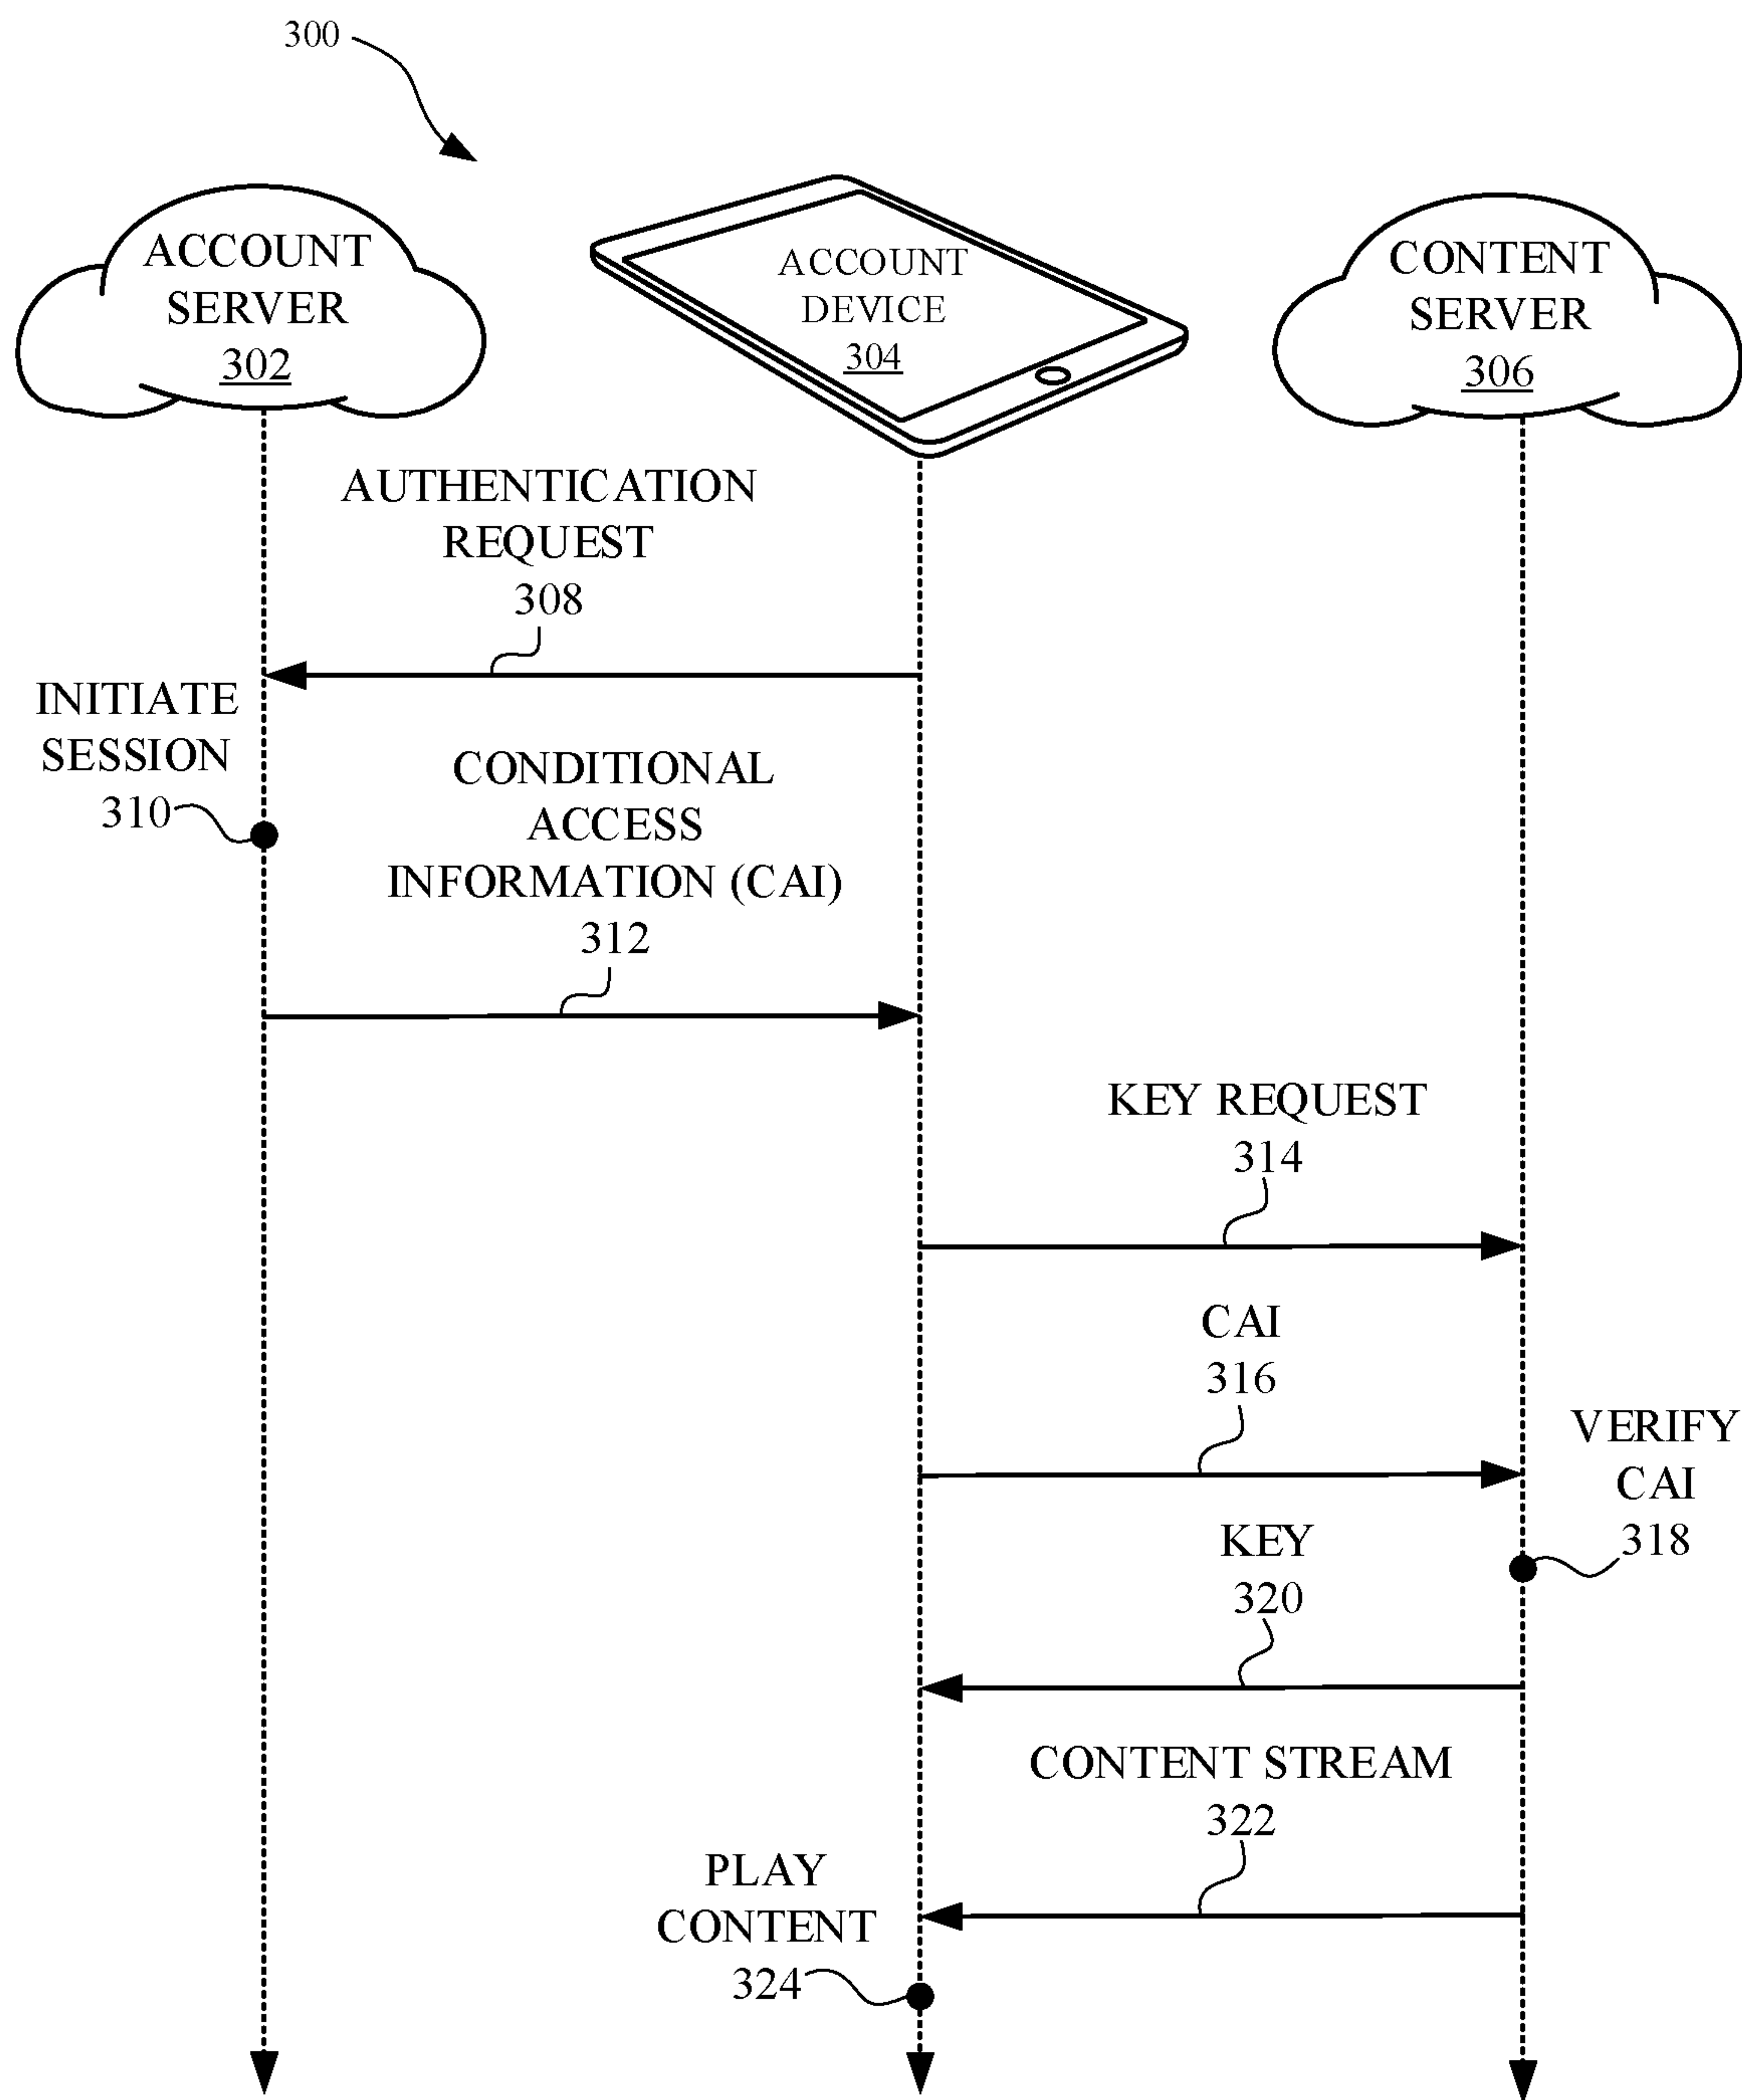 300
ACCOUNT
SERVER
302
ACCOUNT
DEVICE
304
CONTENT
SERVER
306
AUTHENTICATION
REQUEST
308
INITIATE
SESSION
310
CONDITIONAL
ACCESS
INFORMATION (CAI)
312
KEY REQUEST
314
CAI
316
VERIFY
CAI
318
KEY
320
CONTENT STREAM
322
PLAY
CONTENT
324